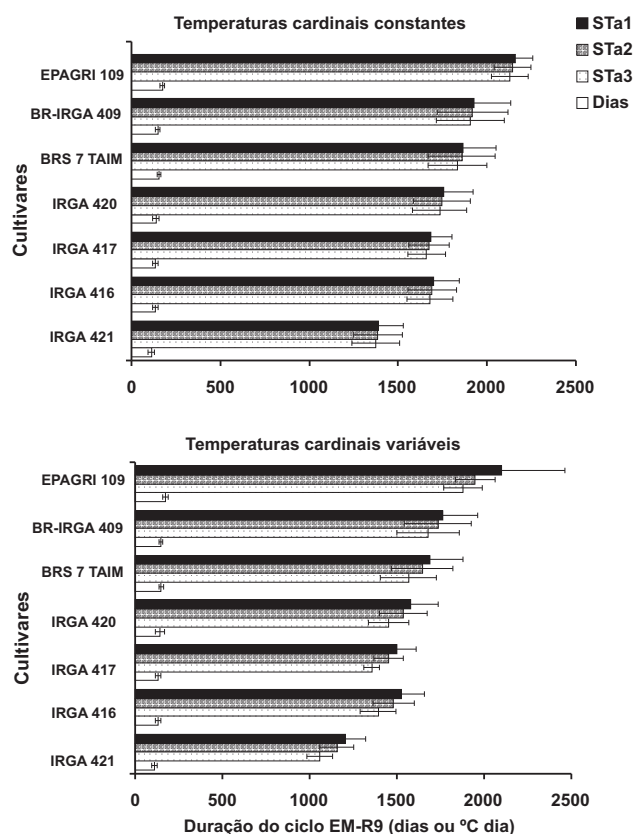 Temperaturas cardinais constantes
STa1
STa2
STa3
Dias
Cultivares
EPAGRI 109
BR-IRGA 409
BRS 7 TAIM
IRGA 420
IRGA 417
IRGA 416
IRGA 421
0 500 1000 1500 2000 2500
Temperaturas cardinais variáveis
Cultivares
EPAGRI 109
BR-IRGA 409
BRS 7 TAIM
IRGA 420
IRGA 417
IRGA 416
IRGA 421
0 500 1000 1500 2000 2500
Duração do ciclo EM-R9 (dias ou ºC dia)